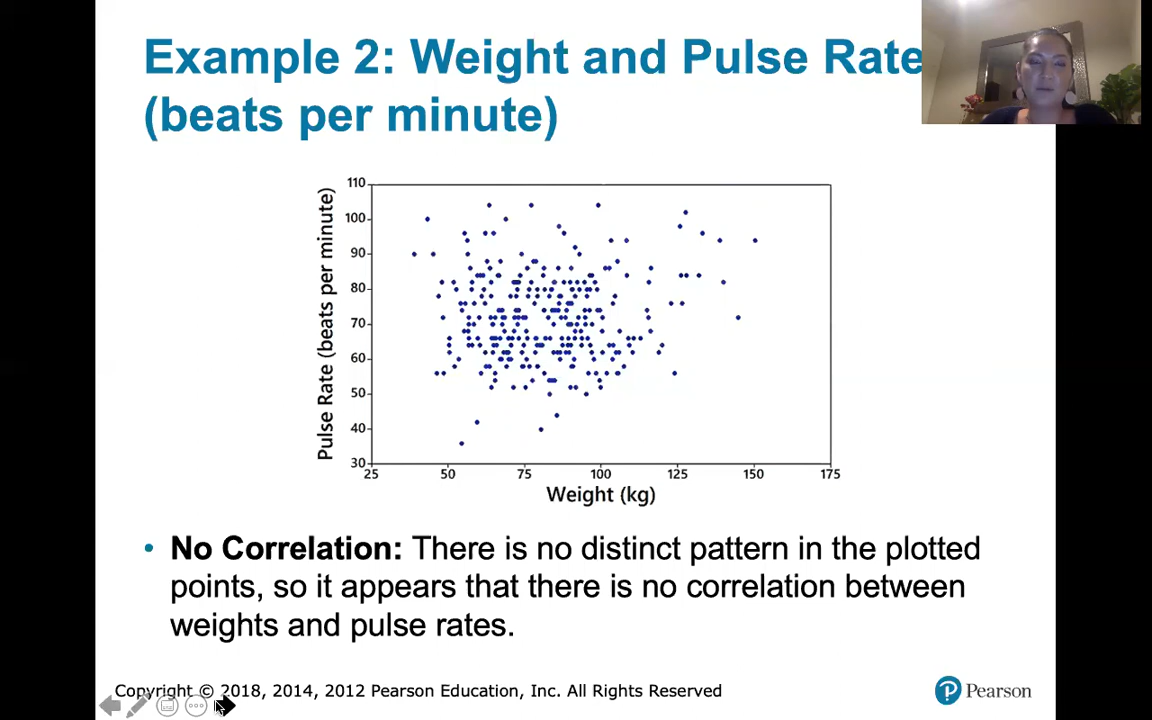 Example 2: Weight and Pulse Rate
(beats per minute)
110
100
90
80
70
60
50
40
30
Pulse Rate (beats per minute)
25 50 75 100 125 150 175
Weight (kg)
• No Correlation: There is no distinct pattern in the plotted
points, so it appears that there is no correlation between
weights and pulse rates.
Copyright © 2018, 2014, 2012 Pearson Education, Inc. All Rights Reserved
P Pearson